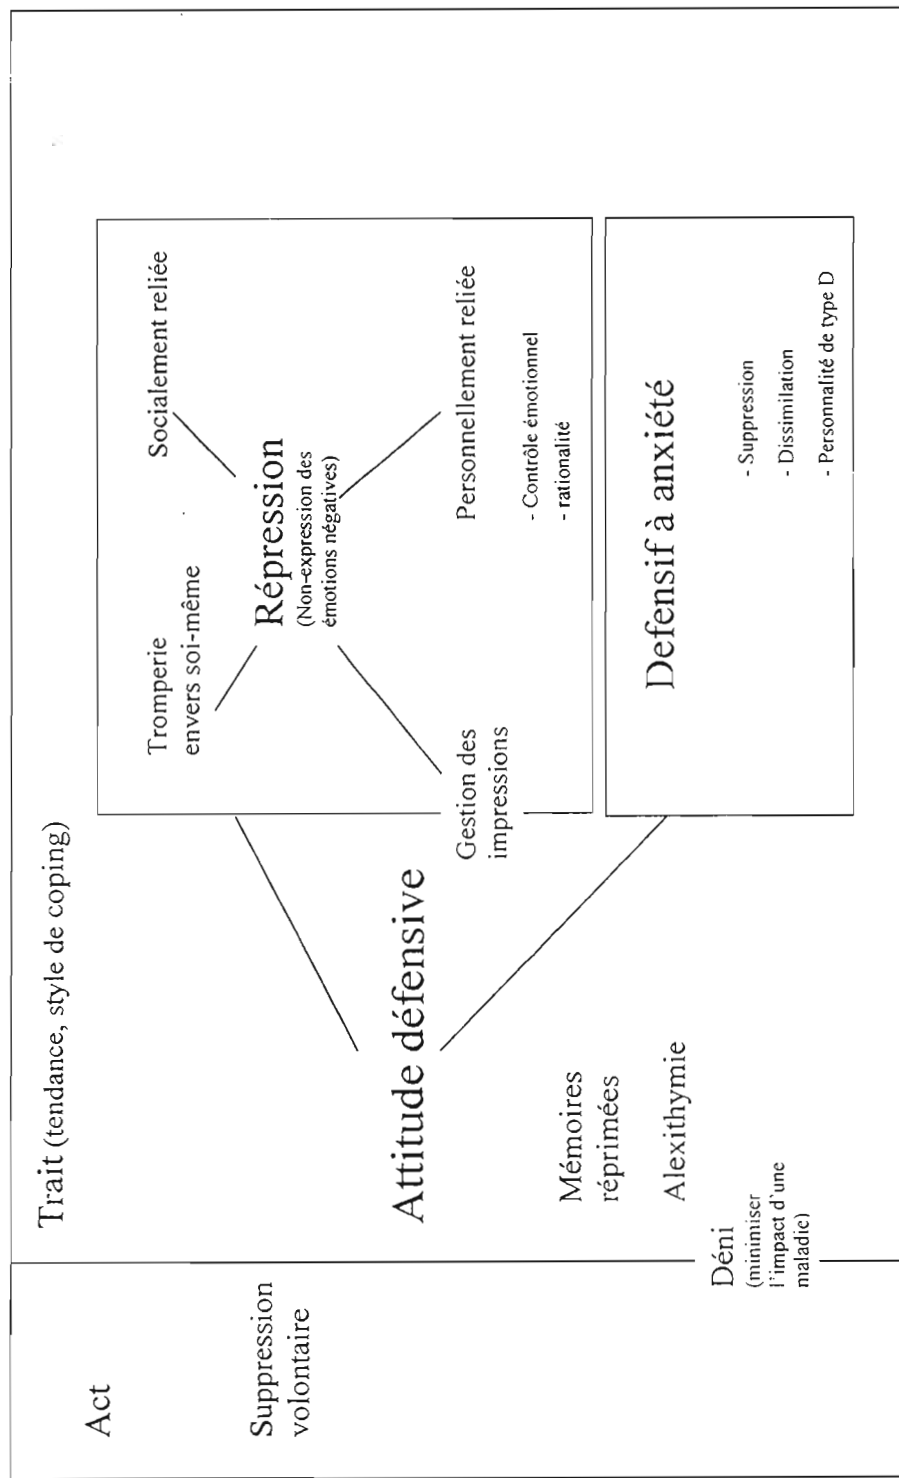 Act
Trait (tendance, style de coping)
Suppression
volontaire
Attitude défensive
Mémoires
réprimées
Alexithymie
Déni
(minimiser
l'impact d'une
maladie)
Tromperie
envers soi-même
Socialement reliée
Répression
(Non-expression des
émotions négatives)
Gestion des
impressions
Personnellement reliée
- Contrôle émotionnel
- rationalité
Defensif à anxiété
- Suppression
- Dissimilation
- Personnalité de type D